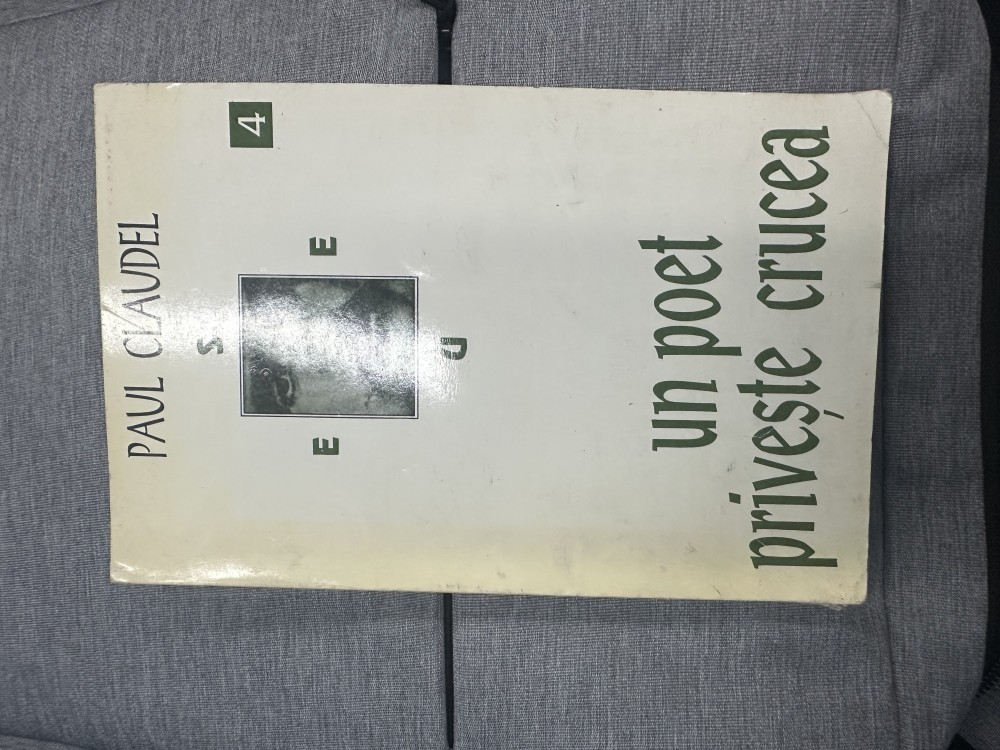 PAUL CLAUDEL
4
S
E E
D
un poet
privește crucea